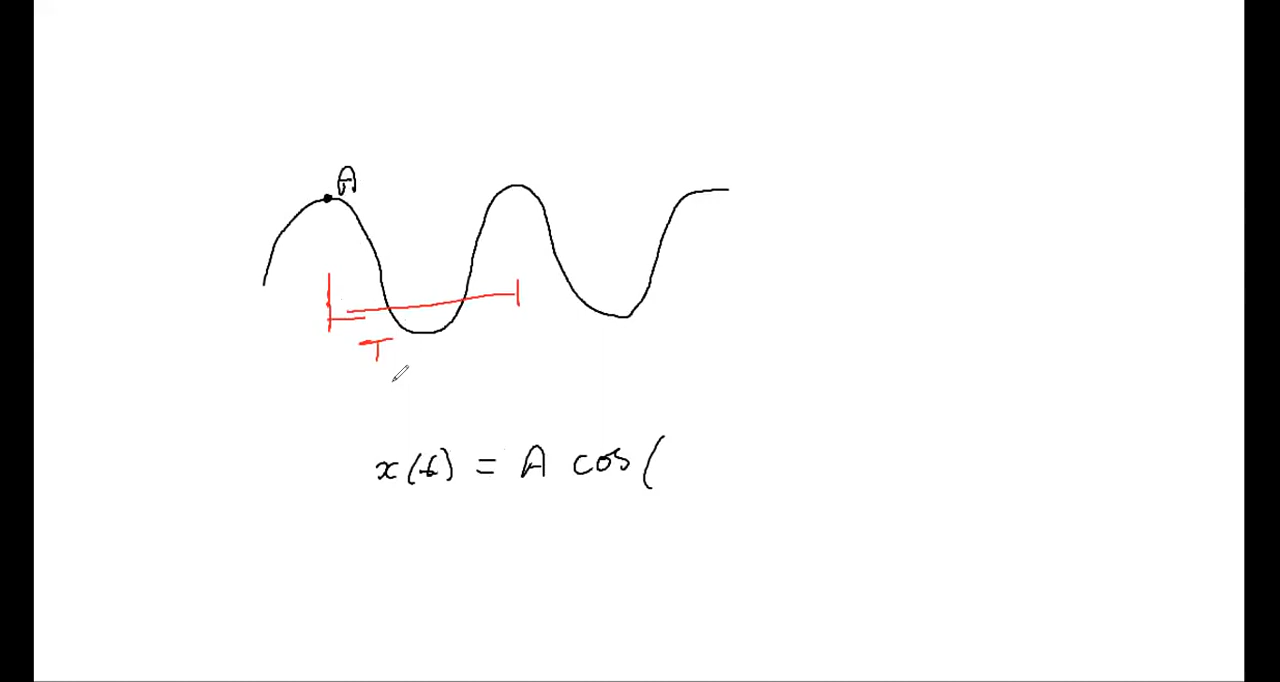 A
T
x(t) = A cos(